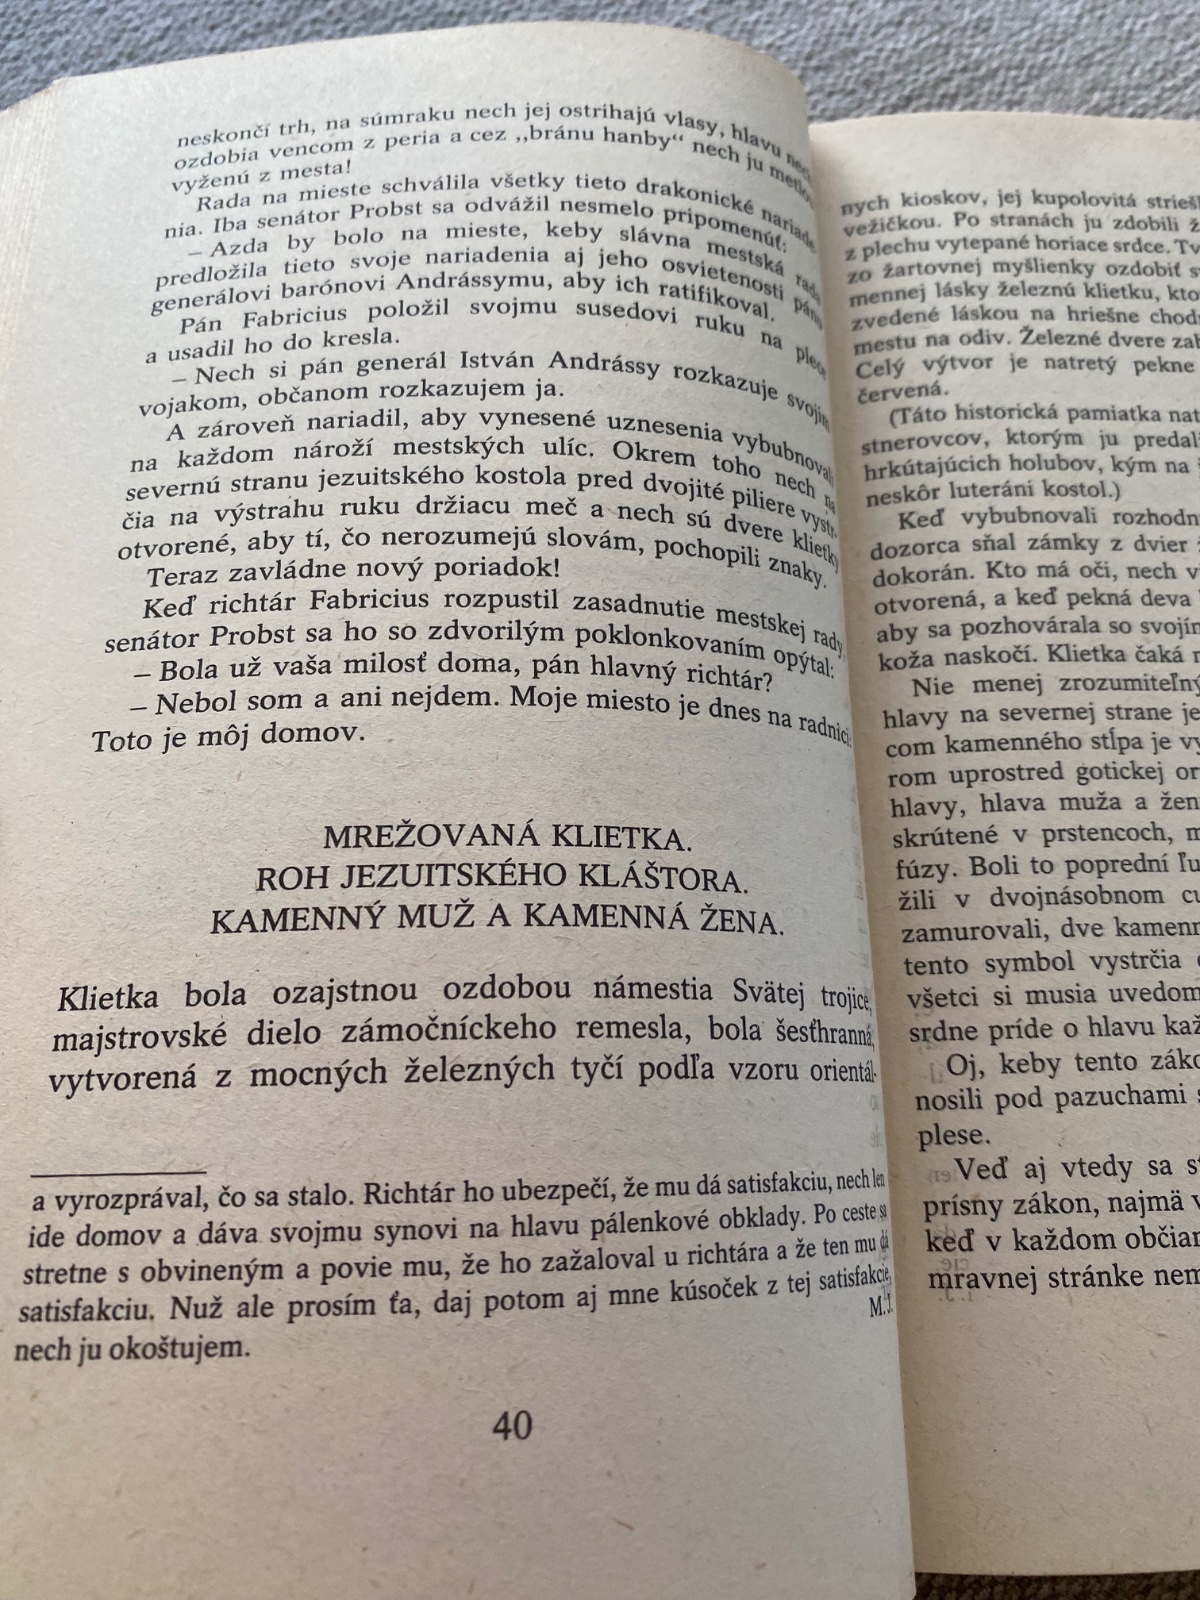 neskončí trh, na súmraku nech jej ostrihajú vlasy, hlavu nech
ozdobia vencom z peria a cez „bránu hanby“ nech ju metlou
vyženú z mesta!
Rada na mieste schválila všetky tieto drakonické nariade-
nia. Iba senátor Probst sa odvážil nesmelo pripomenúť:
– Azda by bolo na mieste, keby slávna mestská rada
predložila tieto svoje nariadenia aj jeho osvietenosti pánu
generálovi barónovi Andrássymu, aby ich ratifikoval.
Pán Fabricius položil svojmu susedovi ruku na plece
a usadil ho do kresla.
– Nech si pán generál István Andrássy rozkazuje svojim
vojakom, občanom rozkazujem ja.
A zároveň nariadil, aby vynesené uznesenia vybubnovali
na každom nároží mestských ulíc. Okrem toho nech na
severnú stranu jezuitského kostola pred dvojité piliere vystr-
čia na výstrahu ruku držiacu meč a nech sú dvere klietky
otvorené, aby tí, čo nerozumejú slovám, pochopili znaky.
Teraz zavládne nový poriadok!
Keď richtár Fabricius rozpustil zasadnutie mestskej rady,
senátor Probst sa ho so zdvorilým poklonkovaním opýtal:
– Bola už vaša milosť doma, pán hlavný richtár?
– Nebol som a ani nejdem. Moje miesto je dnes na radnici.
Toto je môj domov.
MREŽOVANÁ KLIETKA.
ROH JEZUITSKÉHO KLÁŠTORA.
KAMENNÝ MUŽ A KAMENNÁ ŽENA.
Klietka bola ozajstnou ozdobou námestia Svätej trojice,
majstrovské dielo zámočníckeho remesla, bola šesťhranná,
vytvorená z mocných železných tyčí podľa vzoru orientál-
a vyrozprával, čo sa stalo. Richtár ho ubezpečí, že mu dá satisfakciu, nech len
ide domov a dáva svojmu synovi na hlavu pálenkové obklady. Po ceste sa
stretne s obvineným a povie mu, že ho zažaloval u richtára a že ten mu dá
satisfakciu. Nuž ale prosím ťa, daj potom aj mne kúsoček z tej satisfakcie,
nech ju okoštujem.
M.J.
40
nych kioskov, jej kupolovitá
vežičkou. Po stranách ju zdobili
z plechu vytepané horiace srdce.
zo žartovnej myšlienky ozdobiť
mennej lásky železnú klietku,
zvedené láskou na hriešne
mestu na odiv. Železné dvere
Celý výtvor je natretý pekne
červená.
(Táto historická pamiatka
stnerovcov, ktorým ju
hrkútajúcich holubov, kým na
neskôr luteráni kostol.)
Keď vybubnovali
dozorca sňal zámky z dvier
dokorán. Kto má oči, nech
otvorená, a keď pekná deva
aby sa pozhovárala so
koža naskočí. Klietka čaká
Nie menej
hlavy na severnej strane
com kamenného stĺpa je
rom uprostred gotickej
hlavy, hlava muža a
skrútené v prstencoch,
fúzy. Boli to poprední
žili v dvojnásobnom
zamurovali, dve
tento symbol vystrčia
všetci si musia
srdne príde o hlavu
Oj, keby tento
nosili pod pazuchami
plese.
Veď aj vtedy sa
prísny zákon, najmä
keď v každom
mravnej stránke